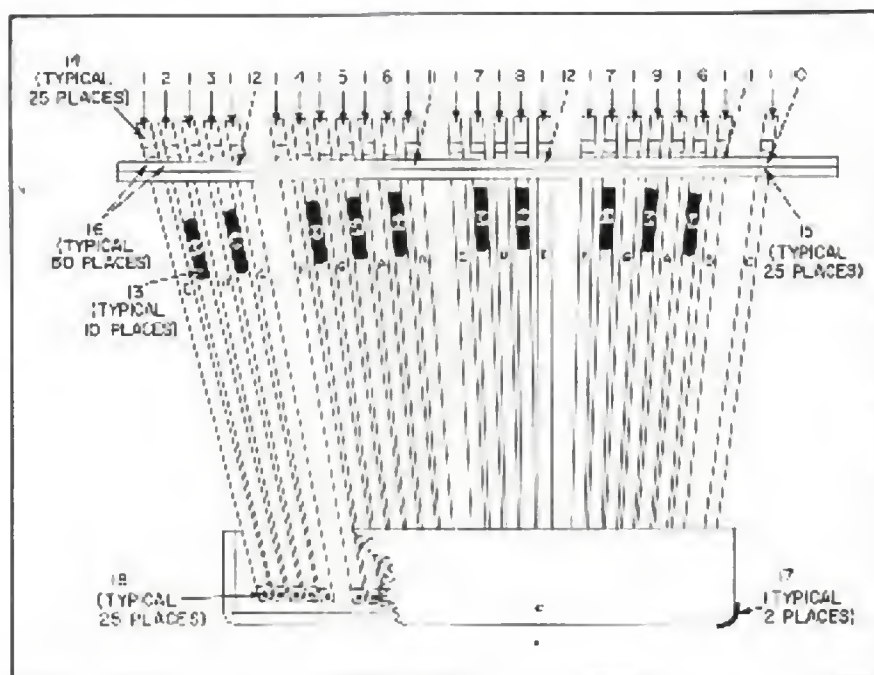 14
(TYPICAL
25 PLACES)
1 2 1 3 1 12 1 4 1 5 1 6 1 11 1 7 1 8 1 12 1 7 1 9 1 6 1 1 1 10
16
(TYPICAL
50 PLACES)
13
(TYPICAL
10 PLACES)
15
(TYPICAL
25 PLACES)
G A
F G A
18
(TYPICAL
25 PLACES)
17
(TYPICAL
2 PLACES)